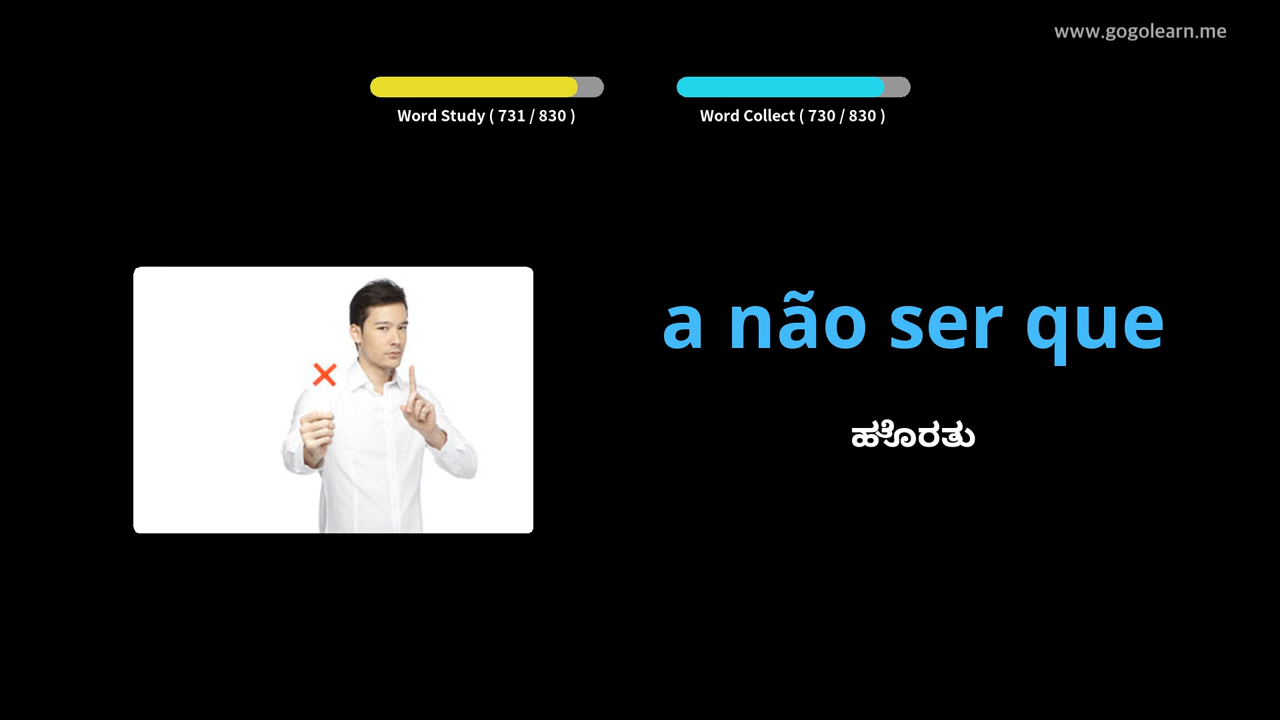 www.gogolearn.me
Word Study ( 731 / 830 )
Word Collect ( 730 / 830 )
a não ser que
ಹೊರತು